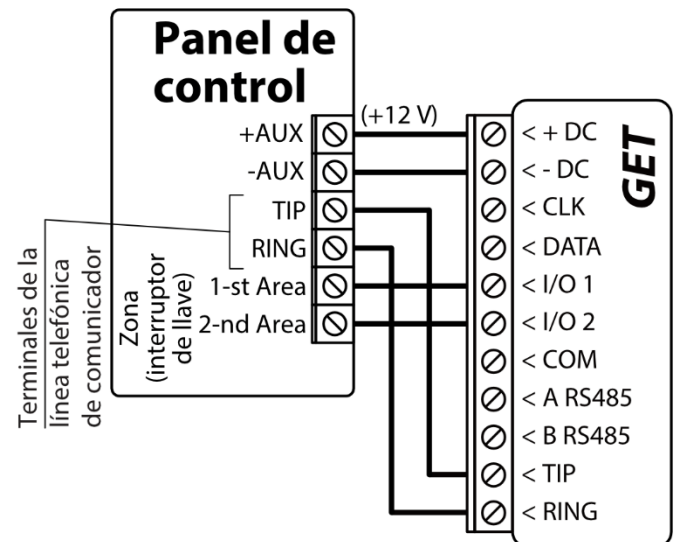 Panel de
control
(+12 V)
+AUX
-AUX
TIP
RING
1-st Area
2-nd Area
Zona
(interruptor
de llave)
Terminales de la
línea telefónica
de comunicador
GET
< + DC
< - DC
< CLK
< DATA
< I/O 1
< I/O 2
< COM
< A RS485
< B RS485
< TIP
< RING